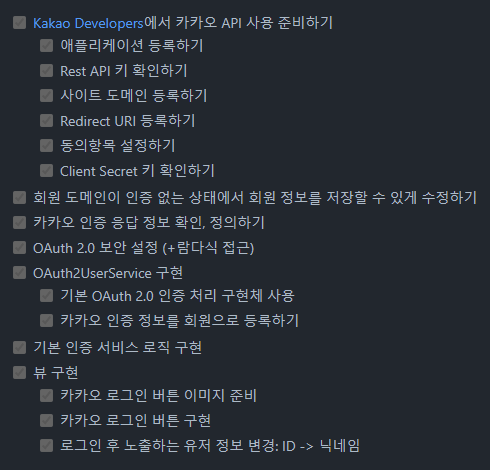 Kakao Developers에서 카카오 API 사용 준비하기
애플리케이션 등록하기
Rest API 키 확인하기
사이트 도메인 등록하기
Redirect URI 등록하기
동의항목 설정하기
Client Secret 키 확인하기
회원 도메인이 인증 없는 상태에서 회원 정보를 저장할 수 있게 수정하기
카카오 인증 응답 정보 확인, 정의하기
OAuth 2.0 보안 설정 (+람다식 접근)
OAuth2UserService 구현
기본 OAuth 2.0 인증 처리 구현체 사용
카카오 인증 정보를 회원으로 등록하기
기본 인증 서비스 로직 구현
뷰 구현
카카오 로그인 버튼 이미지 준비
카카오 로그인 버튼 구현
로그인 후 노출하는 유저 정보 변경: ID -> 닉네임